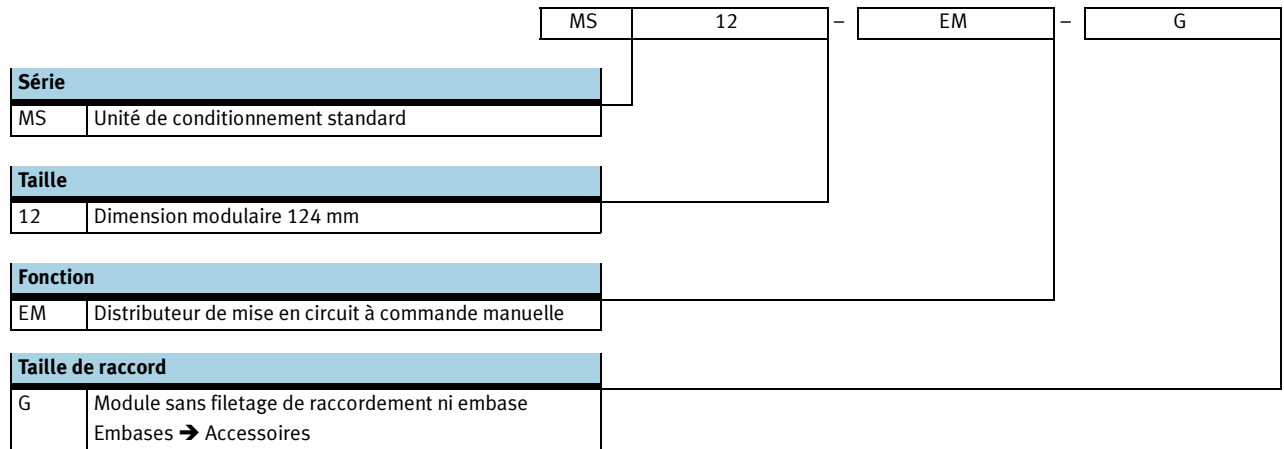 MS 12 – EM – G
Série
MS Unité de conditionnement standard
Taille
12 Dimension modulaire 124 mm
Fonction
EM Distributeur de mise en circuit à commande manuelle
Taille de raccord
G Module sans filetage de raccordement ni embase
Embases ➔ Accessoires